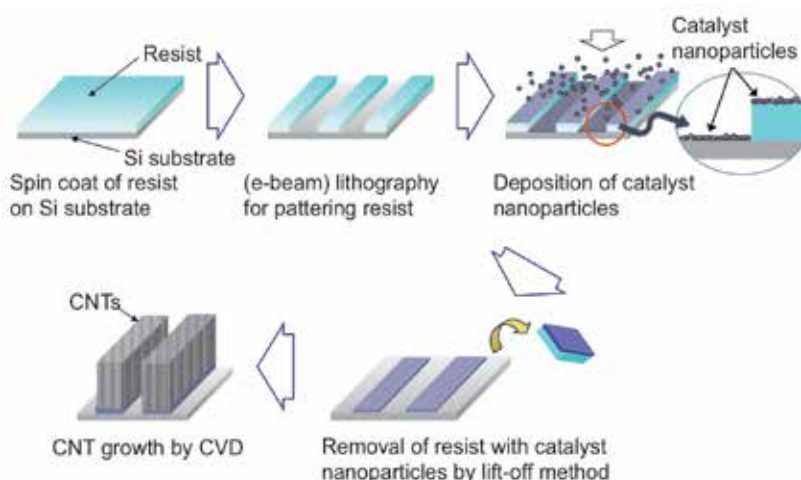 Resist
Si substrate
Spin coat of resist
on Si substrate
(e-beam) lithography
for pattering resist
Catalyst
nanoparticles
Deposition of catalyst
nanoparticles
CNTs
CNT growth by CVD
Removal of resist with catalyst
nanoparticles by lift-off method